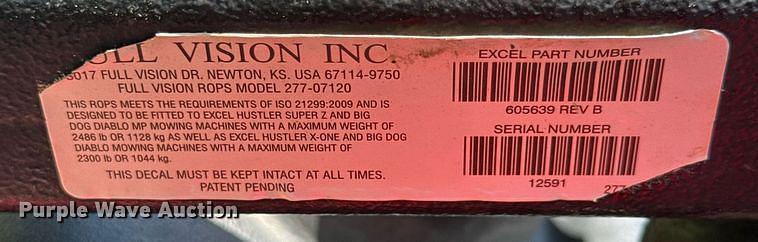 FULL VISION INC.
3017 FULL VISION DR. NEWTON, KS. USA 67114-9750
FULL VISION ROPS MODEL 277-07120
THIS ROPS MEETS THE REQUIREMENTS OF ISO 21299:2009 AND IS
DESIGNED TO BE FITTED TO EXCEL HUSTLER SUPER Z AND BIG
DOG DIABLO MP MOWING MACHINES WITH A MAXIMUM WEIGHT OF
2486 lb OR 1128 kg AS WELL AS EXCEL HUSTLER X-ONE AND BIG DOG
DIABLO MOWING MACHINES WITH A MAXIMUM WEIGHT OF
2300 lb OR 1044 kg.
THIS DECAL MUST BE KEPT INTACT AT ALL TIMES.
PATENT PENDING
EXCEL PART NUMBER
605639 REV B
SERIAL NUMBER
12591
277
Purple Wave Auction